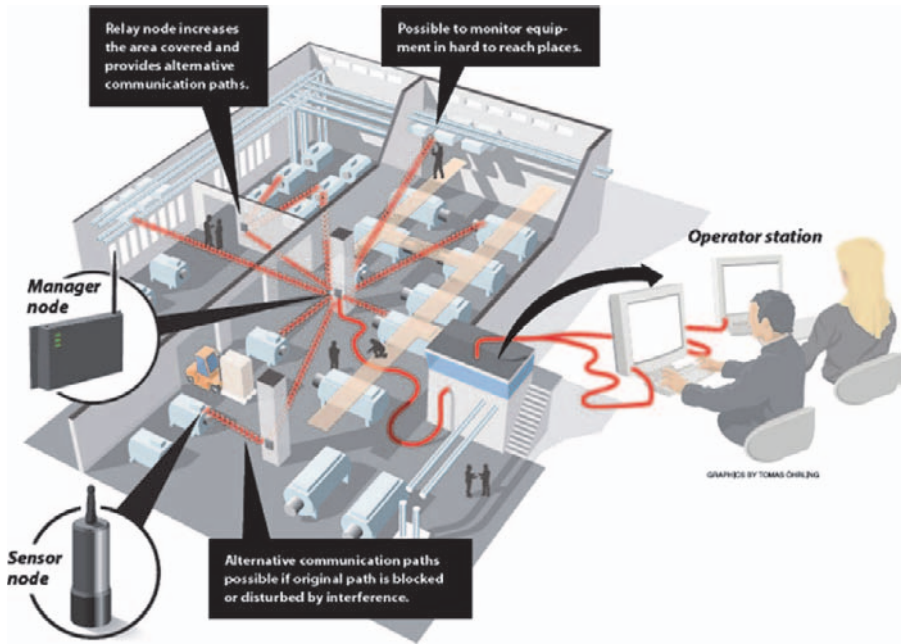 Relay node increases
the area covered and
provides alternative
communication paths.
Possible to monitor equip-
ment in hard to reach places.
Operator station
Manager
node
GRAPHICS BY TOMAS ÖHRLING
Sensor
node
Alternative communication paths
possible if original path is blocked
or disturbed by interference.